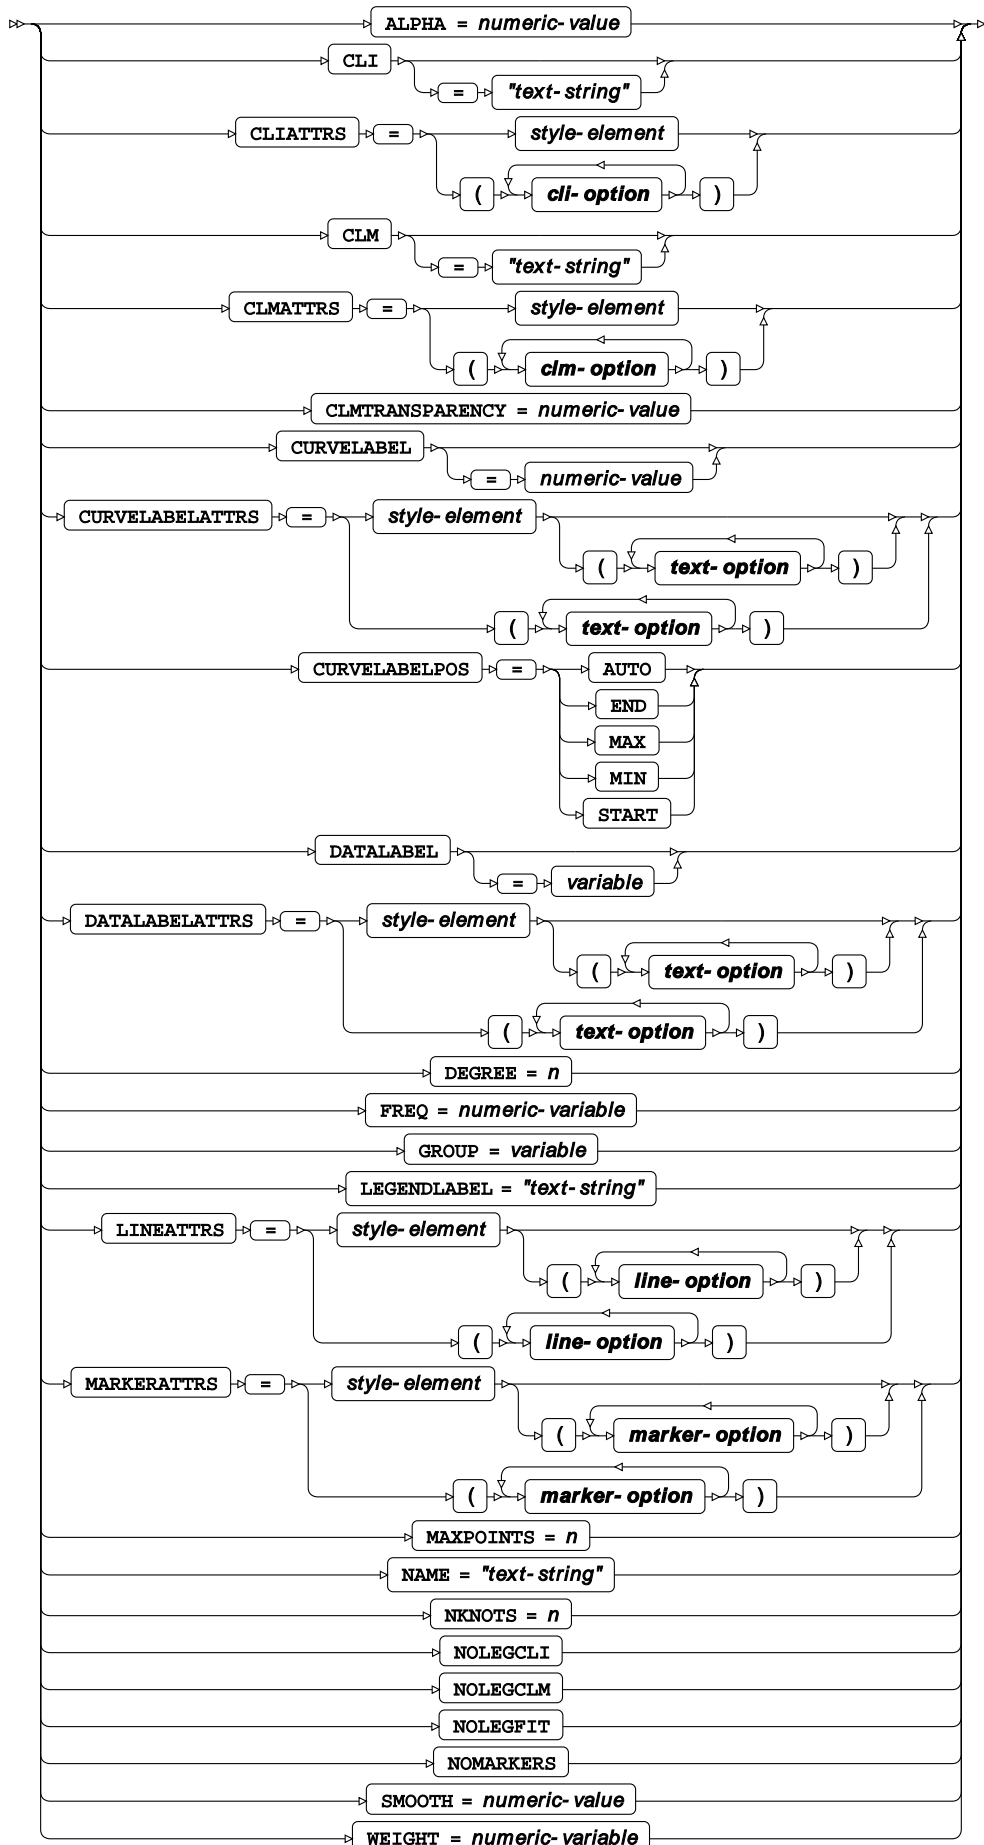 ALPHA = numeric-value
CLI
= "text-string"
CLIATTRS = style-element
( cli-option )
CLM
= "text-string"
CLMATTRS = style-element
( clm-option )
CLMTRANSPARENCY = numeric-value
CURVELABEL
= numeric-value
CURVELABELATTRS = style-element
( text-option )
( text-option )
CURVELABELPOS = AUTO
END
MAX
MIN
START
DATALABEL
= variable
DATALABELATTRS = style-element
( text-option )
( text-option )
DEGREE = n
FREQ = numeric-variable
GROUP = variable
LEGENDLABEL = "text-string"
LINEATTRS = style-element
( line-option )
( line-option )
MARKERATTRS = style-element
( marker-option )
( marker-option )
MAXPOINTS = n
NAME = "text-string"
NKNOTS = n
NOLEGCLI
NOLEGCLM
NOLEGFIT
NOMARKERS
SMOOTH = numeric-value
WEIGHT = numeric-variable